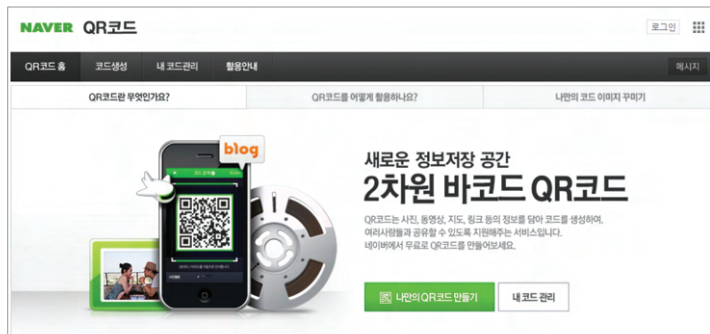 NAVER QR코드
로그인
QR코드 홈 코드생성 내 코드관리 활용안내 메시지
QR코드란 무엇인가요? QR코드를 어떻게 활용하나요? 나만의 코드 이미지 꾸미기
blog
새로운 정보저장 공간
2차원 바코드 QR코드
QR코드는 사진, 동영상, 지도, 링크 등의 정보를 담아 코드를 생성하여,
여러사람들과 공유할 수 있도록 지원해주는 서비스입니다.
네이버에서 무료로 QR코드를 만들어보세요.
나만의 QR코드 만들기 내 코드 관리